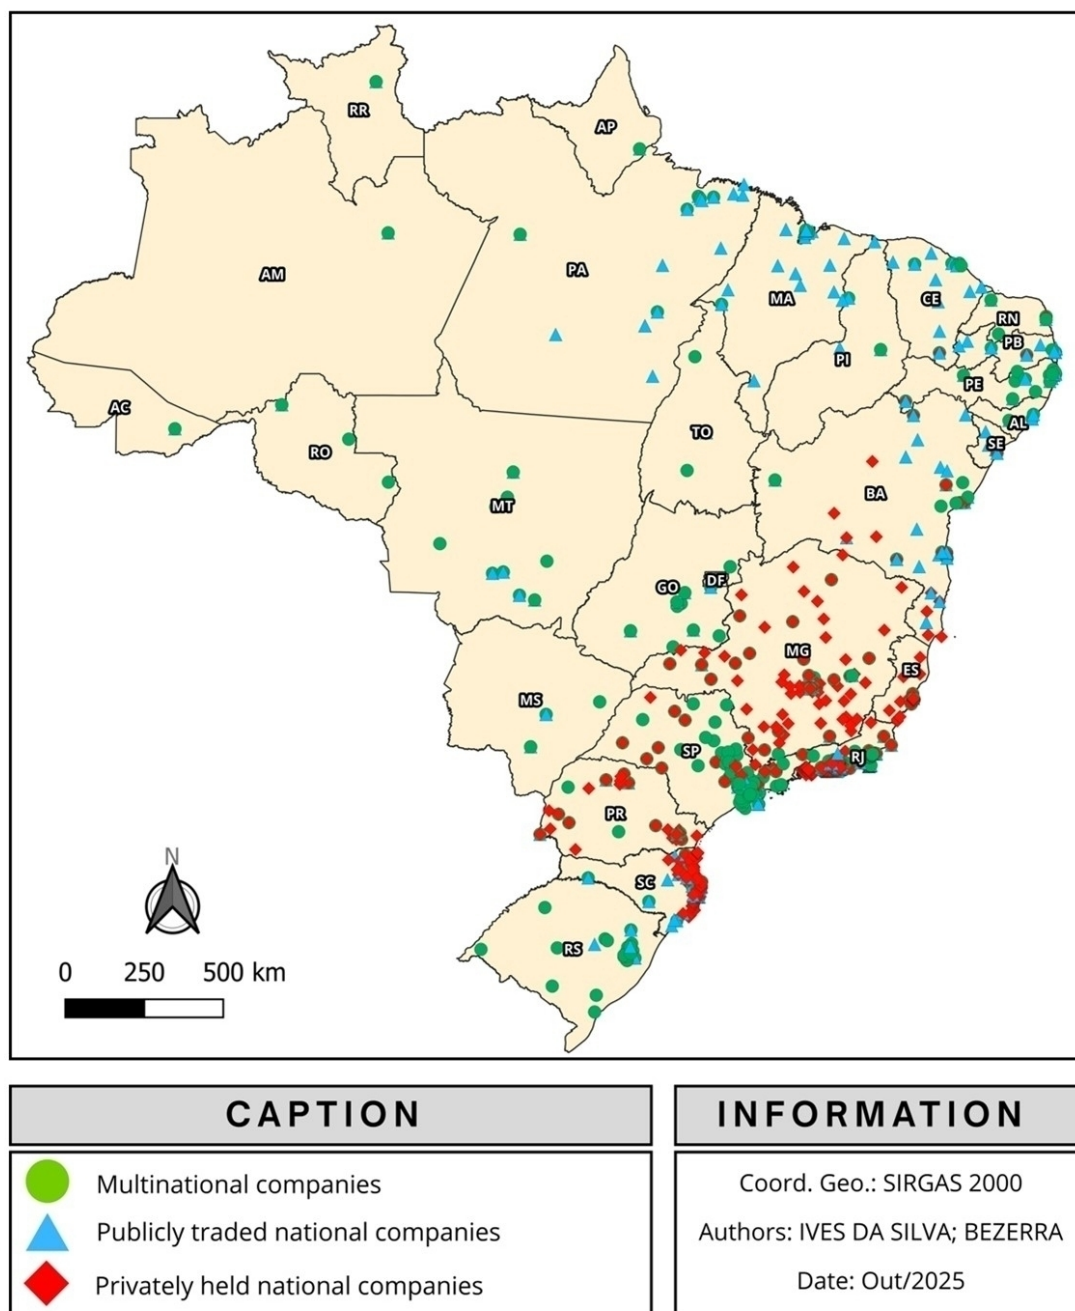 RR
AP
AM
PA
MA
CE
RN
PB
PI
PE
AC
AL
TO
SE
RO
BA
MT
GO
DF
MG
ES
MS
SP
RJ
PR
SC
RS
N
0 250 500 km
CAPTION
Multinational companies
Publicly traded national companies
Privately held national companies
INFORMATION
Coord. Geo.: SIRGAS 2000
Authors: IVES DA SILVA; BEZERRA
Date: Out/2025